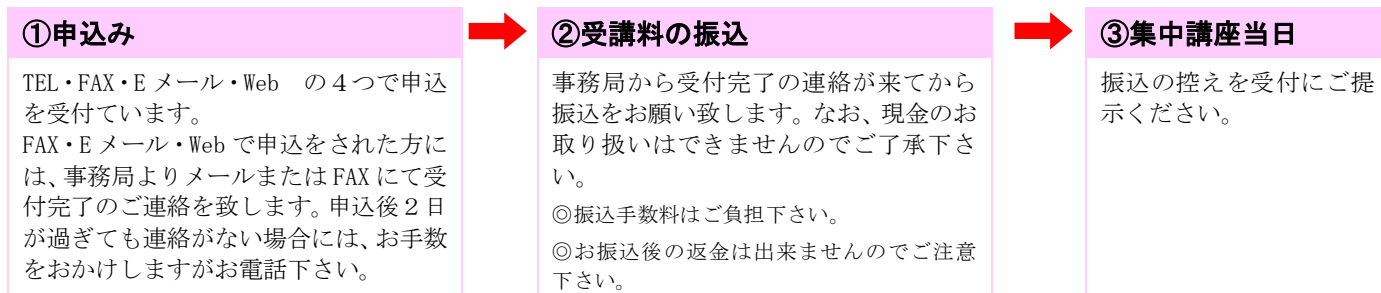 ①申込み
TEL・FAX・E メール・Web　の４つで申込
を受付ています。
FAX・E メール・Web で申込をされた方に
は、事務局よりメールまたは FAX にて受
付完了のご連絡を致します。申込後２日
が過ぎても連絡がない場合には、お手数
をおかけしますがお電話下さい。
②受講料の振込
事務局から受付完了の連絡が来てから
振込をお願い致します。なお、現金のお
取り扱いはできませんのでご了承下さ
い。
◎振込手数料はご負担下さい。
◎お振込後の返金は出来ませんのでご注意
下さい。
③集中講座当日
振込の控えを受付にご提
示ください。